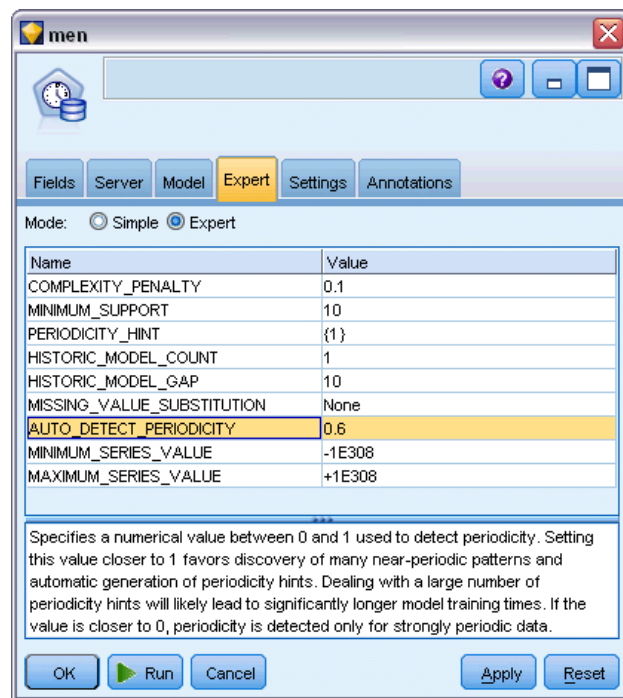 men
Fields Server Model Expert Settings Annotations
Mode: Simple Expert
Name Value
COMPLEXITY_PENALTY 0.1
MINIMUM_SUPPORT 10
PERIODICITY_HINT {1}
HISTORIC_MODEL_COUNT 1
HISTORIC_MODEL_GAP 10
MISSING_VALUE_SUBSTITUTION None
AUTO_DETECT_PERIODICITY 0.6
MINIMUM_SERIES_VALUE -1E308
MAXIMUM_SERIES_VALUE +1E308
Specifies a numerical value between 0 and 1 used to detect periodicity. Setting
this value closer to 1 favors discovery of many near-periodic patterns and
automatic generation of periodicity hints. Dealing with a large number of
periodicity hints will likely lead to significantly longer model training times. If the
value is closer to 0, periodicity is detected only for strongly periodic data.
OK Run Cancel Apply Reset